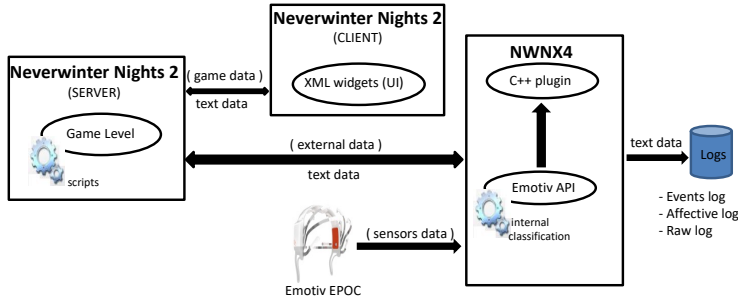 Neverwinter Nights 2
(CLIENT)
XML widgets (UI)
Neverwinter Nights 2
(SERVER)
Game Level
scripts
( game data )
text data
( external data )
text data
NWNX4
C++ plugin
Emotiv API
internal
classification
text data
Logs
- Events log
- Affective log
- Raw log
( sensors data )
Emotiv EPOC